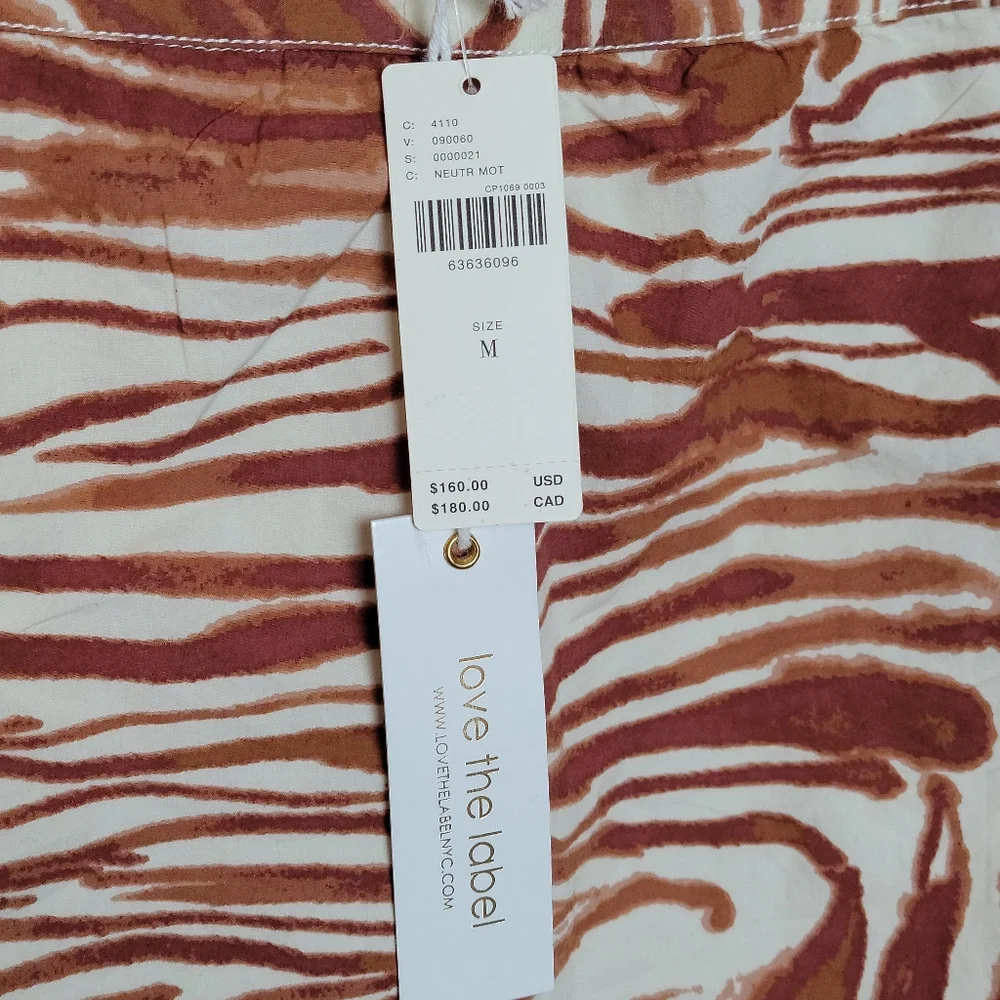 C: 4110
V: 090060
S: 0000021
C: NEUTR MOT
CP1069 0003
63636096
SIZE
M
$160.00 USD
$180.00 CAD
love the label
WWW.LOVETHELABELNYC.COM